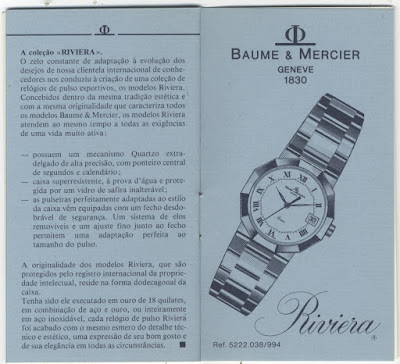 A coleção «RIVIERA».
O zelo constante de adaptação à evolução dos
desejos de nossa clientela internacional de conhe-
cedores nos conduziu à criação de uma coleção de
relógios de pulso esportivos, os modelos Riviera.
Concebidos dentro da mesma tradição estética e
com a mesma originalidade que caracteriza todos
os modelos Baume & Mercier, os modelos Riviera
atendem ao mesmo tempo a todas as exigências
de uma vida muito ativa:
— possuem um mecanismo Quartzo extra-
delgado de alta precisão, com ponteiro central
de segundos e calendário;
— caixa superresistente, à prova d'água e prote-
gida por um vidro de safira inalterável;
— as pulseiras perfeitamente adaptadas ao estilo
da caixa vêm equipadas com um fecho desdo-
brável de segurança. Um sistema de elos
removíveis e um ajuste fino junto ao fecho
permitem uma adaptação perfeita ao
tamanho do pulso.
A originalidade dos modelos Riviera, que são
protegidos pelo registro internacional da proprie-
dade intelectual, reside na forma dodecagonal da
caixa.
Tenha sido ele executado em ouro de 18 quilates,
em combinação de aço e ouro, ou inteiramente
em aço inoxidável, cada relógio de pulso Riviera
foi acabado com o mesmo esmero do detalhe téc-
nico e estético, uma expressão de seu bom gosto e
de sua elegância em todas as circunstâncias.
BAUME & MERCIER
GENEVE
1830
Riviera
®
Ref. 5222.038/994